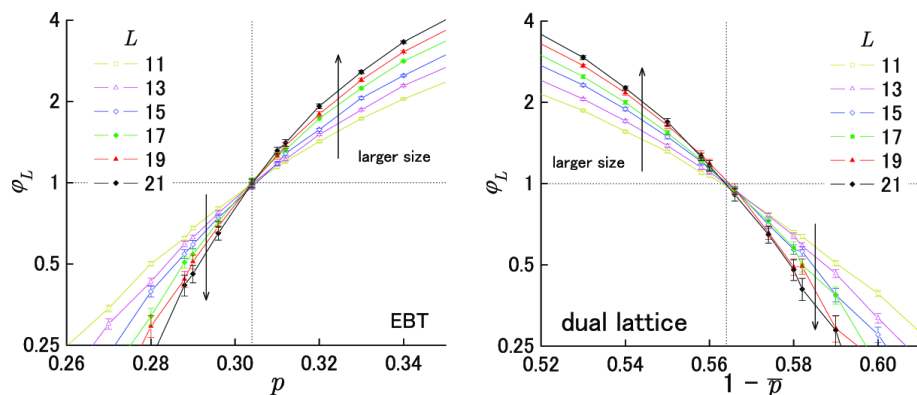 φL
4
2
1
0.5
0.25
L
11
13
15
17
19
21
larger size
EBT
0.26 0.28 0.30 0.32 0.34
p
φL
4
2
1
0.5
0.25
L
11
13
15
17
19
21
larger size
dual lattice
0.52 0.54 0.56 0.58 0.60
1 − p̅